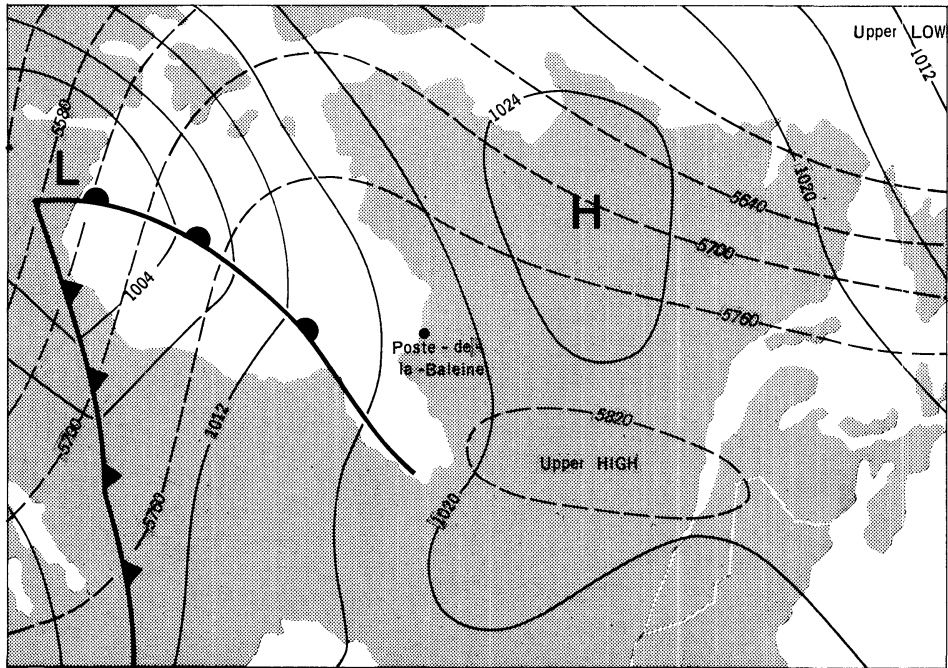 Upper LOW
1012
1024
5580
L
1020
5640
H
5700
1004
5760
Poste - de
la - Baleine
5820
1012
5700
Upper HIGH
5760
1020